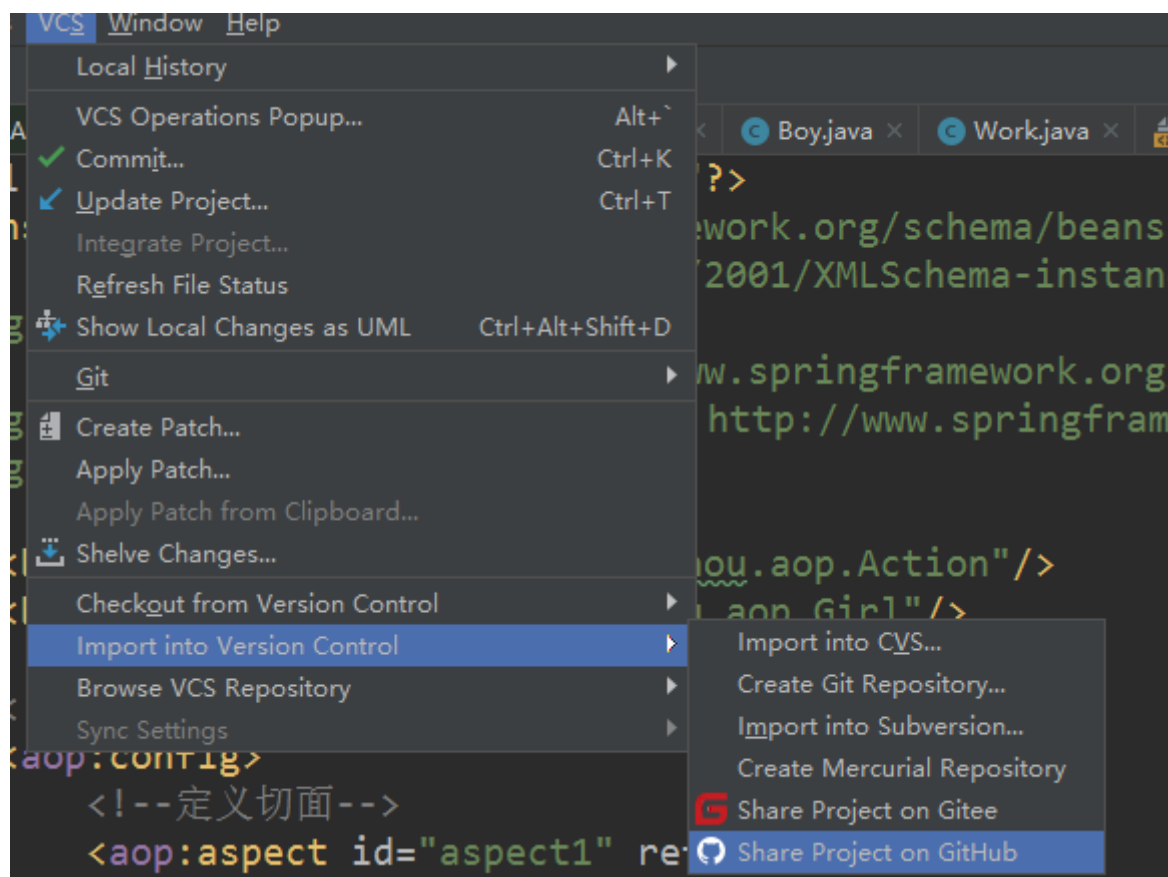 VCS Window Help
Local History
VCS Operations Popup... Alt+`
Boy.java Work.java
Commit... Ctrl+K
"?>
Update Project... Ctrl+T
Integrate Project...
work.org/schema/beans
Refresh File Status
/2001/XMLSchema-instan
Show Local Changes as UML Ctrl+Alt+Shift+D
Git
w.springframework.org
Create Patch...
http://www.springfram
Apply Patch...
Apply Patch from Clipboard...
Shelve Changes...
ou.aop.Action"/>
Checkout from Version Control
aop.Girl"/>
Import into Version Control
Import into CVS...
Browse VCS Repository
Create Git Repository...
Sync Settings
Import into Subversion...
<aop:config>
Create Mercurial Repository
<!--定义切面-->
Share Project on Gitee
<aop:aspect id="aspect1" re
Share Project on GitHub